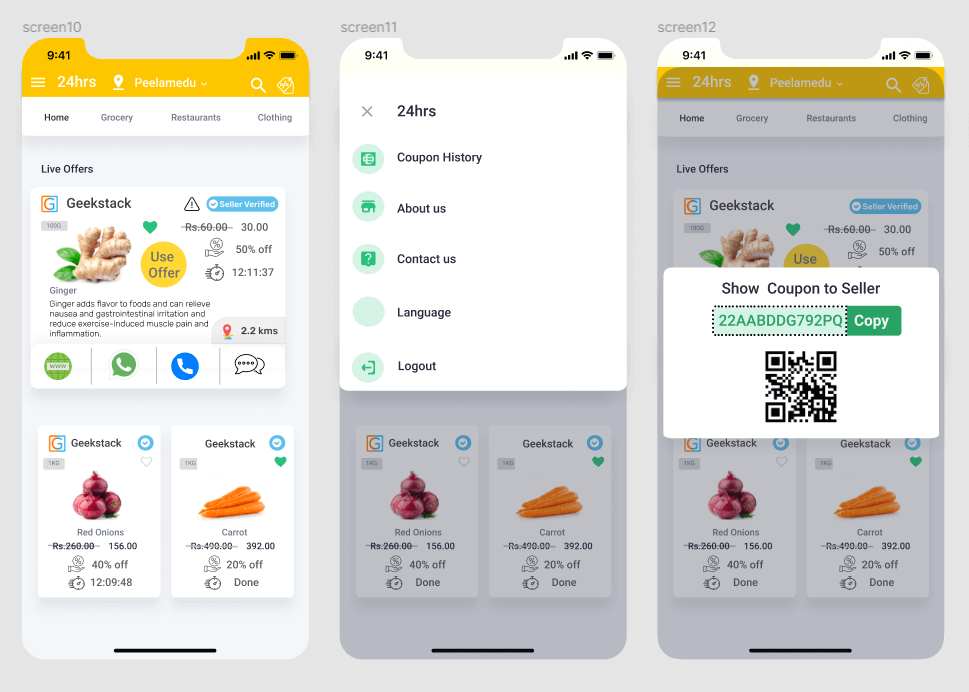 screen10
9:41
24hrs
Peelamedu
Home
Grocery
Restaurants
Clothing
Live Offers
Geekstack
Seller Verified
100G
Rs.60.00
30.00
50% off
12:11:37
Use
Offer
Ginger
Ginger adds flavor to foods and can relieve
nausea and gastrointestinal irritation and
reduce exercise-induced muscle pain and
inflammation.
2.2 kms
WWW
Geekstack
1KG
Red Onions
Rs.260.00
156.00
40% off
12:09:48
Geekstack
1KG
Carrot
Rs.490.00
392.00
20% off
Done
screen11
9:41
24hrs
Coupon History
About us
Contact us
Language
Logout
Geekstack
1KG
Red Onions
Rs.260.00
156.00
40% off
Done
Geekstack
1KG
Carrot
Rs.490.00
392.00
20% off
Done
screen12
9:41
24hrs
Peelamedu
Home
Grocery
Restaurants
Clothing
Live Offers
Geekstack
Seller Verified
100G
Rs.60.00
30.00
50% off
Use
Show Coupon to Seller
22AABDDG792PQ
Copy
Geekstack
1KG
Red Onions
Rs.260.00
156.00
40% off
Done
Geekstack
1KG
Carrot
Rs.490.00
392.00
20% off
Done